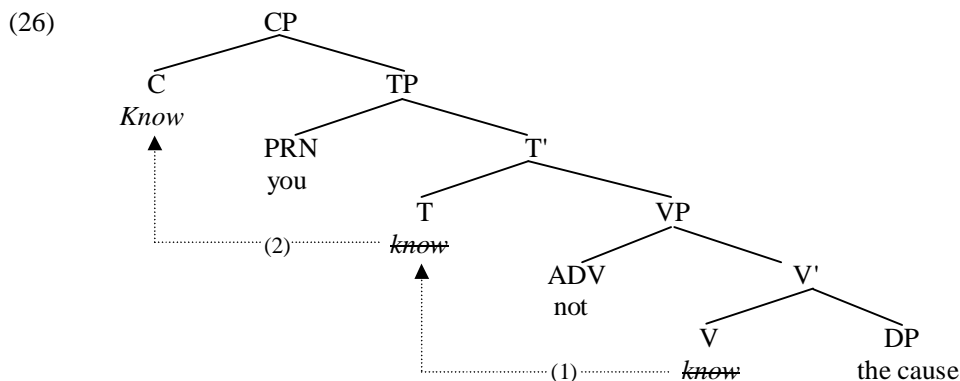 (26) CP
C TP
Know
PRN T'
you
T VP
(2) know
ADV V'
not
V DP
(1) know the cause